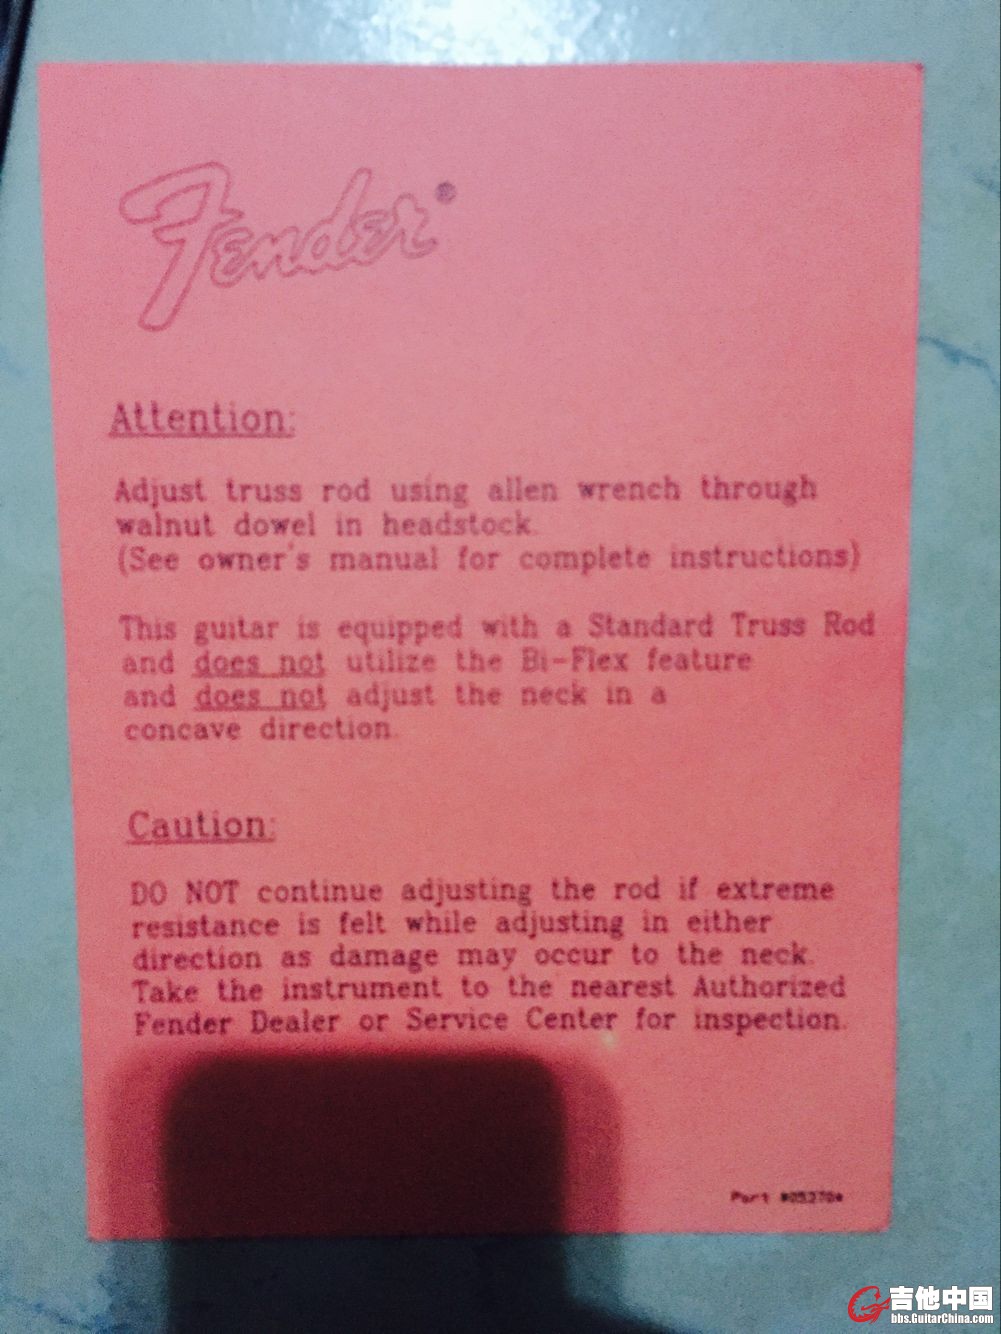 Fender®
Attention:
Adjust truss rod using allen wrench through
walnut dowel in headstock.
(See owner's manual for complete instructions)
This guitar is equipped with a Standard Truss Rod
and does not utilize the Bi-Flex feature
and does not adjust the neck in a
concave direction.
Caution:
DO NOT continue adjusting the rod if extreme
resistance is felt while adjusting in either
direction as damage may occur to the neck.
Take the instrument to the nearest Authorized
Fender Dealer or Service Center for inspection.
Part
吉他中国
bbs.GuitarChina.com